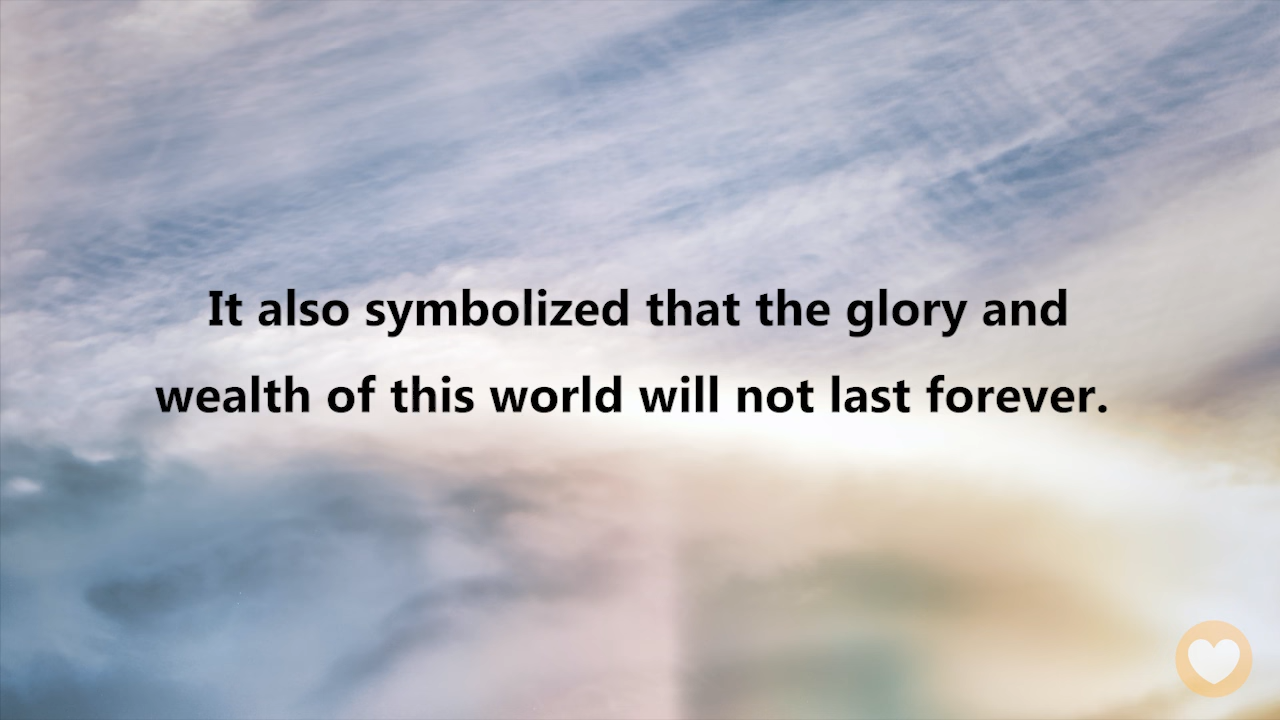 It also symbolized that the glory and
wealth of this world will not last forever.